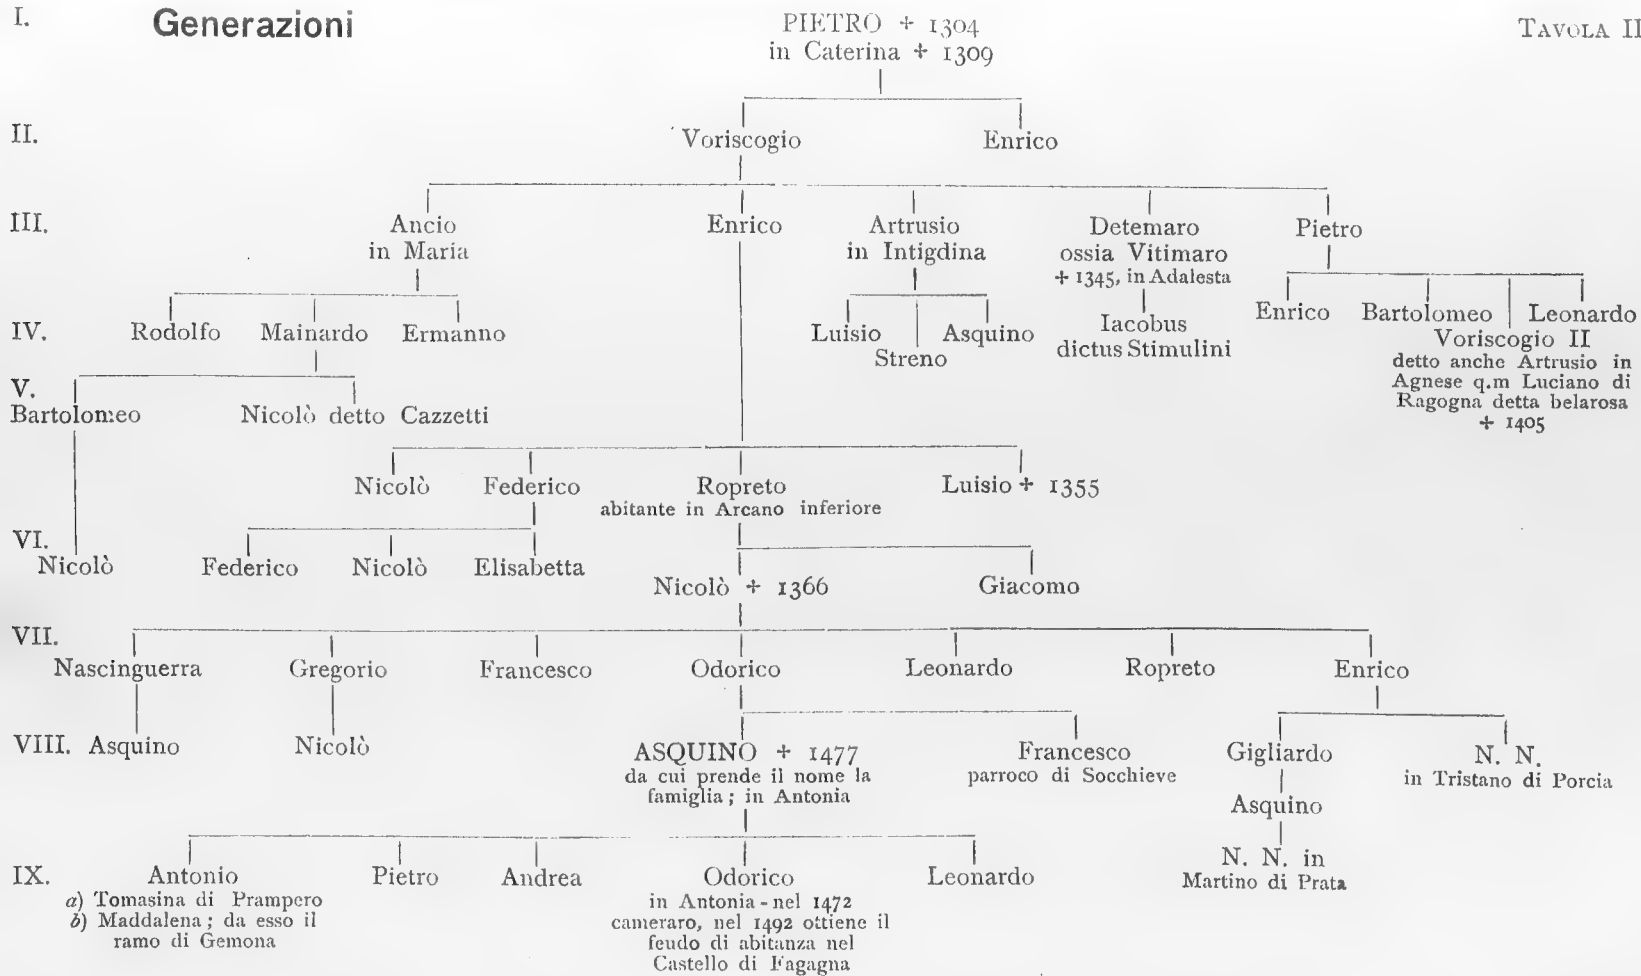 I. Generazioni PIETRO + 1304 TAVOLA II
in Caterina + 1309
II. Voriscogio Enrico
III. Ancio Enrico Artrusio Detemaro Pietro
in Maria in Intigdina ossia Vitimaro
+ 1345, in Adalesta
IV. Rodolfo Mainardo Ermanno Luisio Asquino Iacobus Enrico Bartolomeo Leonardo
Streno dictus Stimulini Voriscogio II
detto anche Artrusio in
Agnese q.m Luciano di
Ragogna detta belarosa
+ 1405
V.
Bartolomeo Nicolò detto Cazzetti
Nicolò Federico Ropreto Luisio + 1355
abitante in Arcano inferiore
VI.
Nicolò Federico Nicolò Elisabetta
Nicolò + 1366 Giacomo
VII.
Nascinguerra Gregorio Francesco Odorico Leonardo Ropreto Enrico
VIII. Asquino Nicolò ASQUINO + 1477 Francesco Gigliardo N. N.
da cui prende il nome la parroco di Socchieve in Tristano di Porcia
famiglia; in Antonia
Asquino
IX. Antonio Pietro Andrea Odorico Leonardo N. N. in
Martino di Prata
a) Tomasina di Prampero
b) Maddalena; da esso il
ramo di Gemona
in Antonia - nel 1472
cameraro, nel 1492 ottiene il
feudo di abitanza nel
Castello di Fagagna